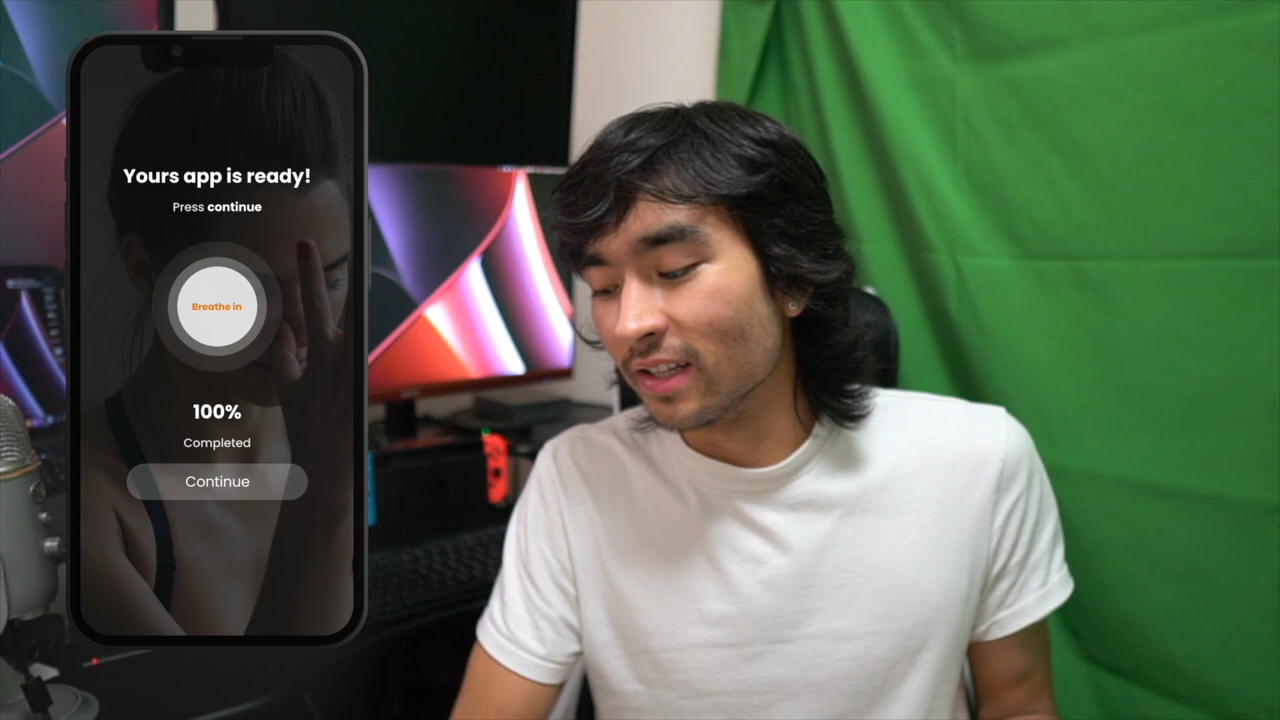 Yours app is ready!
Press continue
Breathe in
100%
Completed
Continue